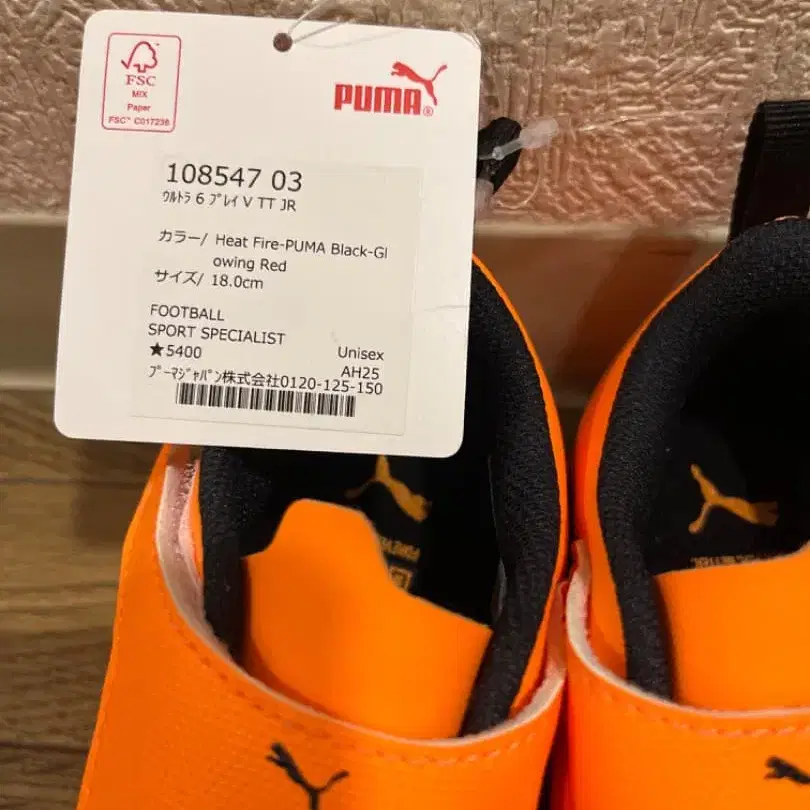 FSC
MIX
Paper
FSC™ C017236
PUMA®
108547 03
ｳﾙﾄﾗ 6 ﾌﾟﾚｲ V TT JR
カラー/ Heat Fire-PUMA Black-Gl
owing Red
サイズ/ 18.0cm
FOOTBALL
SPORT SPECIALIST
★5400 Unisex
AH25
ﾌﾟｰﾏｼﾞｬﾊﾟﾝ株式会社0120-125-150